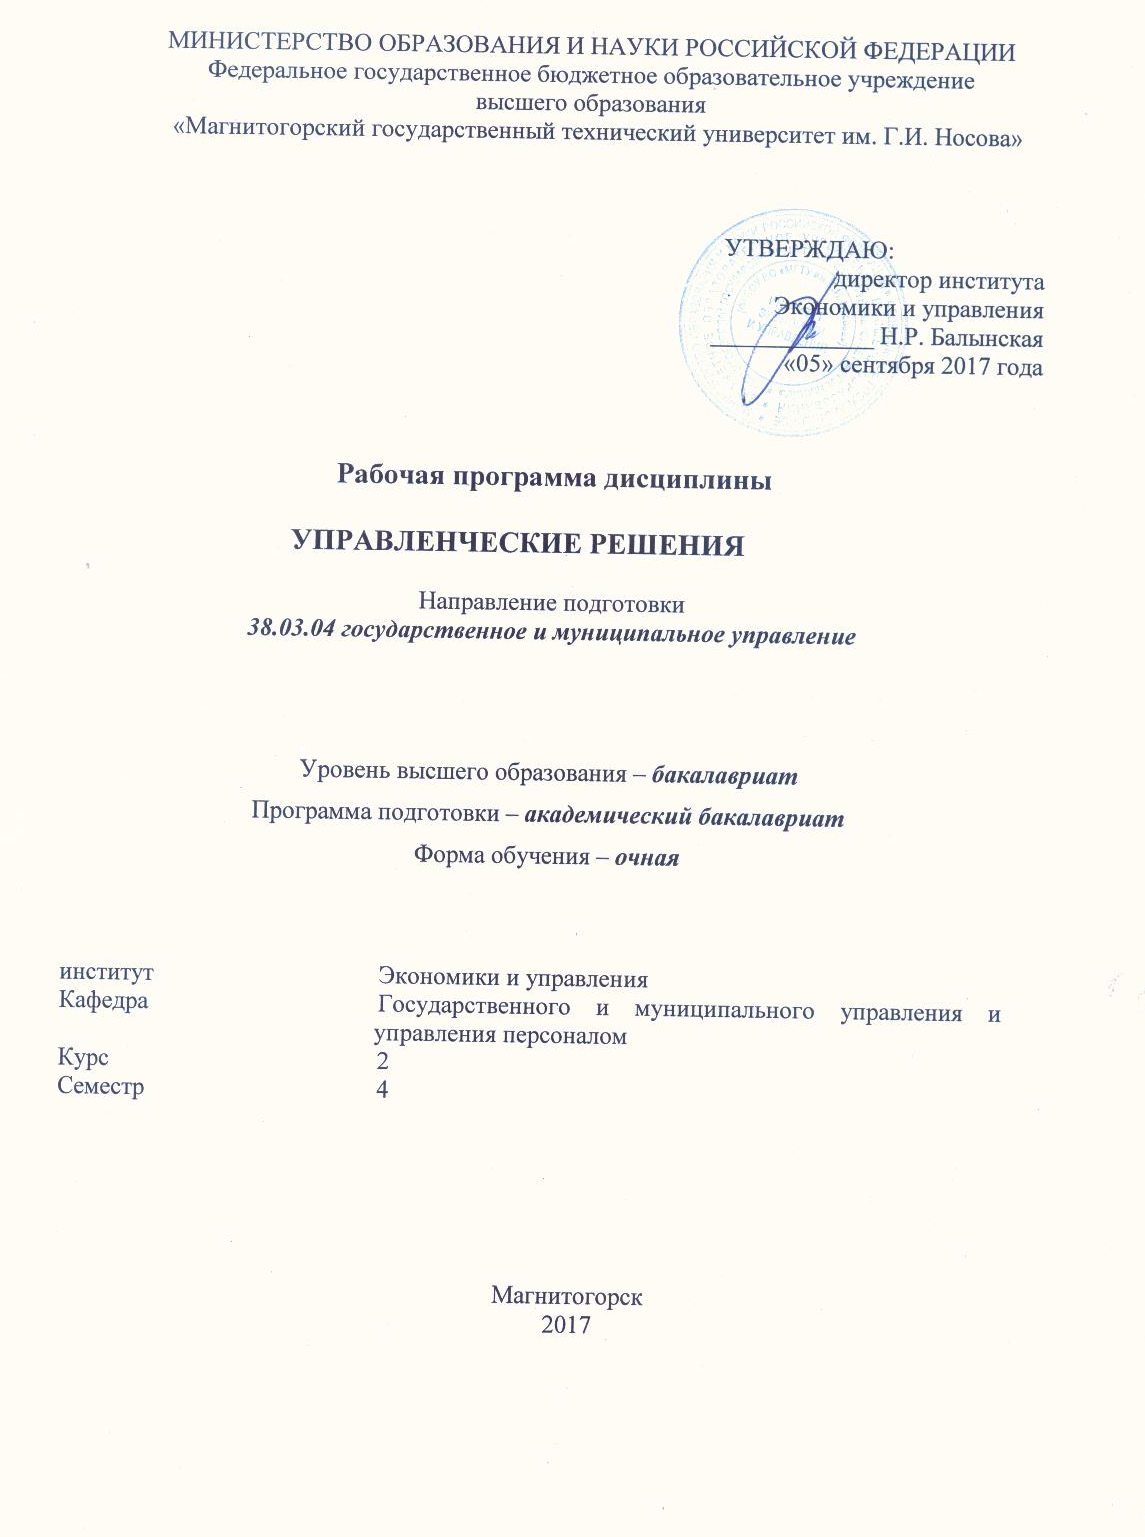 МИНИСТЕРСТВО ОБРАЗОВАНИЯ И НАУКИ РОССИЙСКОЙ ФЕДЕРАЦИИ
Федеральное государственное бюджетное образовательное учреждение
высшего образования
«Магнитогорский государственный технический университет им. Г.И. Носова»
УТВЕРЖДАЮ:
директор института
Экономики и управления
_____________ Н.Р. Балынская
«05» сентября 2017 года
Рабочая программа дисциплины
УПРАВЛЕНЧЕСКИЕ РЕШЕНИЯ
Направление подготовки
38.03.04 государственное и муниципальное управление
Уровень высшего образования – бакалавриат
Программа подготовки – академический бакалавриат
Форма обучения – очная
институт Экономики и управления
Кафедра Государственного и муниципального управления и
управления персоналом
Курс 2
Семестр 4
Магнитогорск
2017